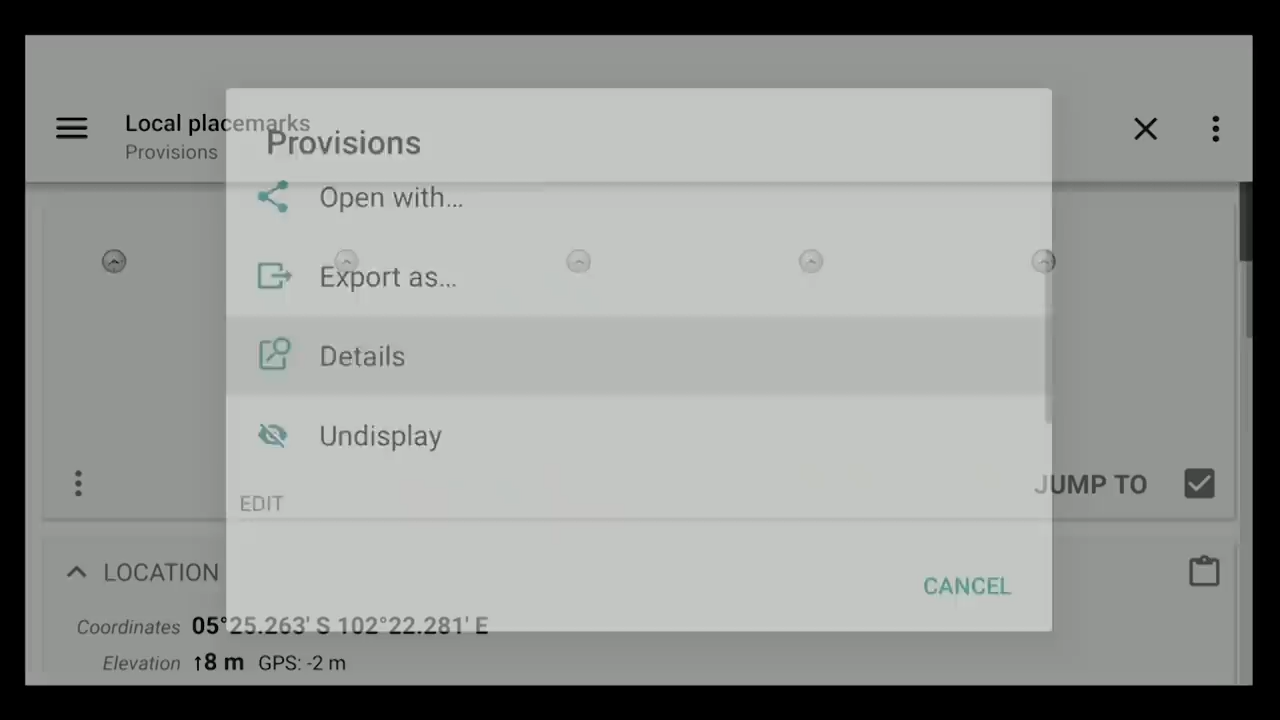 Local placemarks
Provisions
Provisions
Open with...
Export as...
Details
Undisplay
JUMP TO
EDIT
LOCATION
CANCEL
Coordinates 05°25.263' S 102°22.281' E
Elevation ↑8 m GPS: -2 m